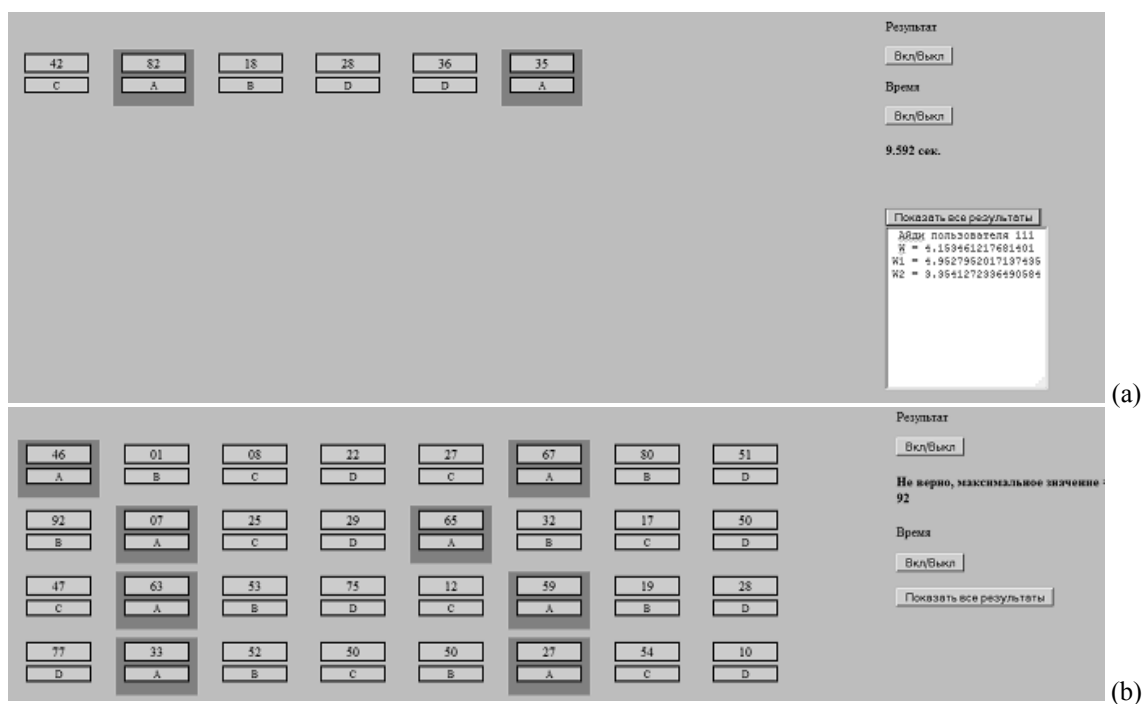 42 82 18 28 36 35
C A B D D A
Результат
Вкл/Выкл
Время
Вкл/Выкл
9.592 сек.
Показать все результаты
Айди пользователя 111
W = 4.153461217681401
W1 = 4.9527952017137435
W2 = 3.3541272336490584
(a)
46 01 08 22 27 67 80 51
A B C D C A B D
92 07 25 29 65 32 17 50
B A C D A B C D
47 63 53 75 12 59 19 28
C A B D C A B D
77 33 52 50 50 27 54 10
D A B C B A C D
Результат
Вкл/Выкл
Не верно, максимальное значение =
92
Время
Вкл/Выкл
Показать все результаты
(b)